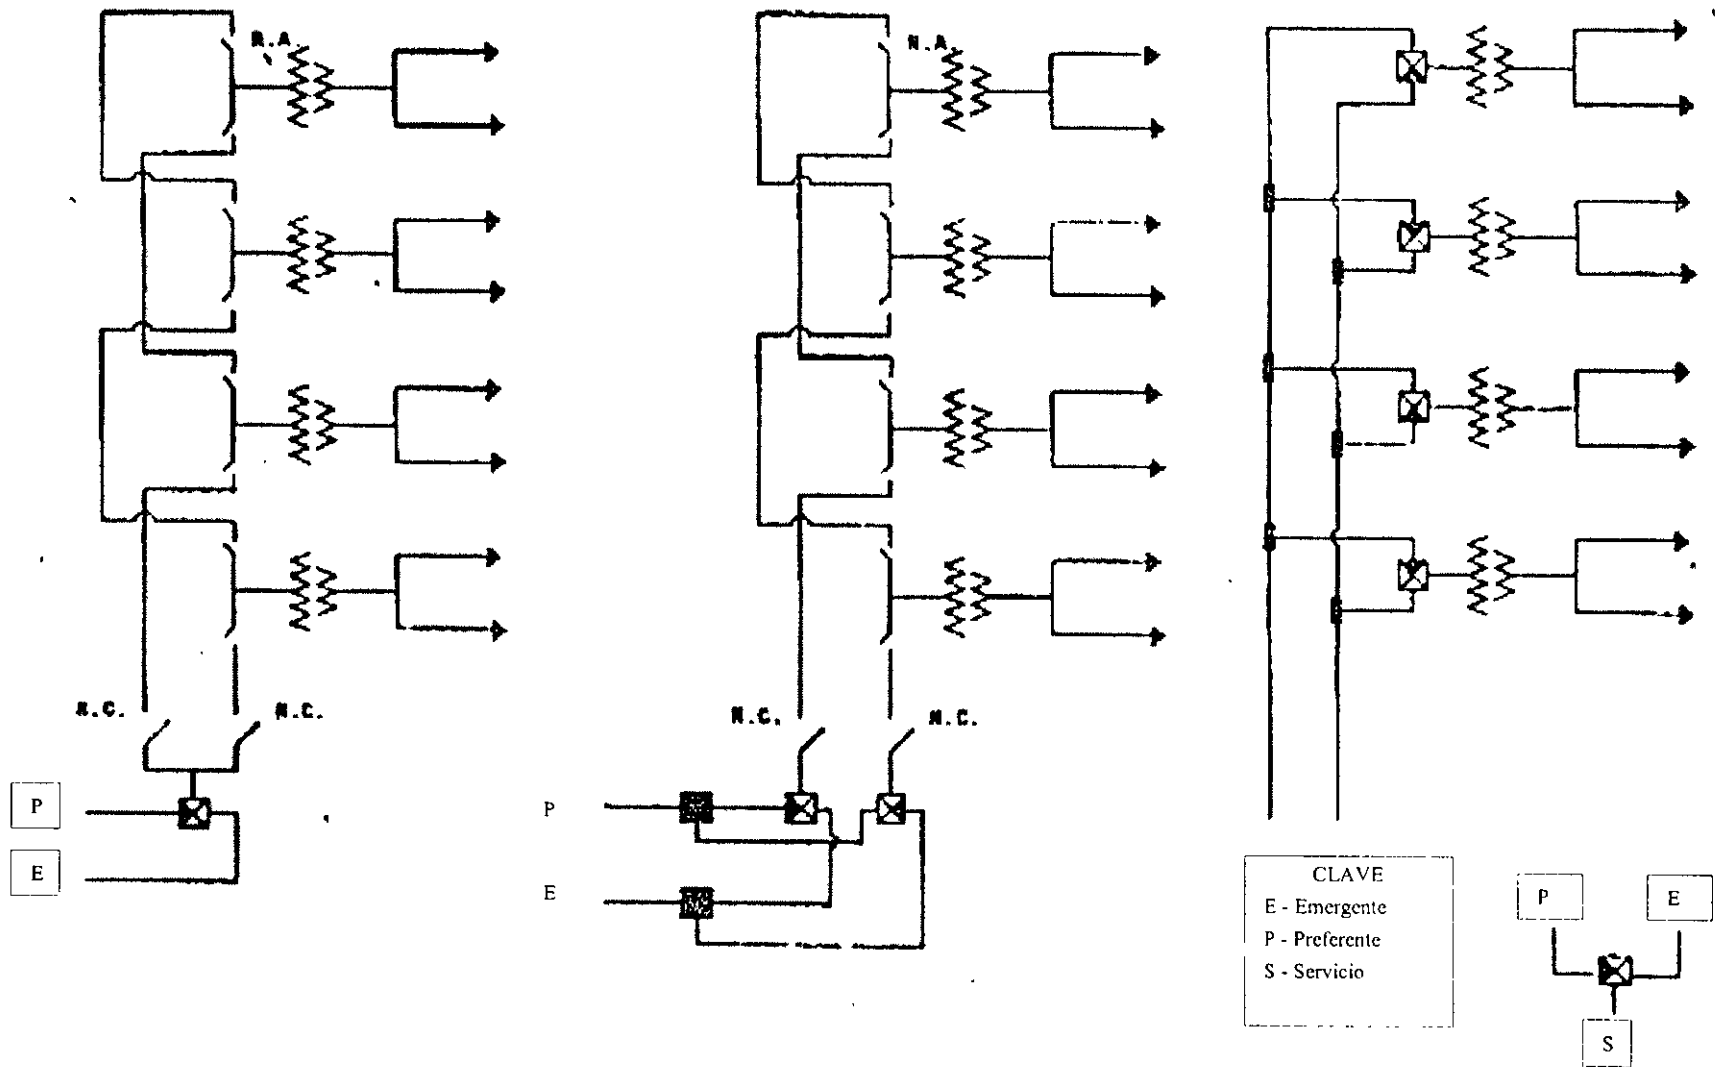 N.A.
N.A.
N.C.
N.C.
N.C.
N.C.
P
E
P
E
CLAVE
E - Emergente
P - Preferente
S - Servicio
P
E
S